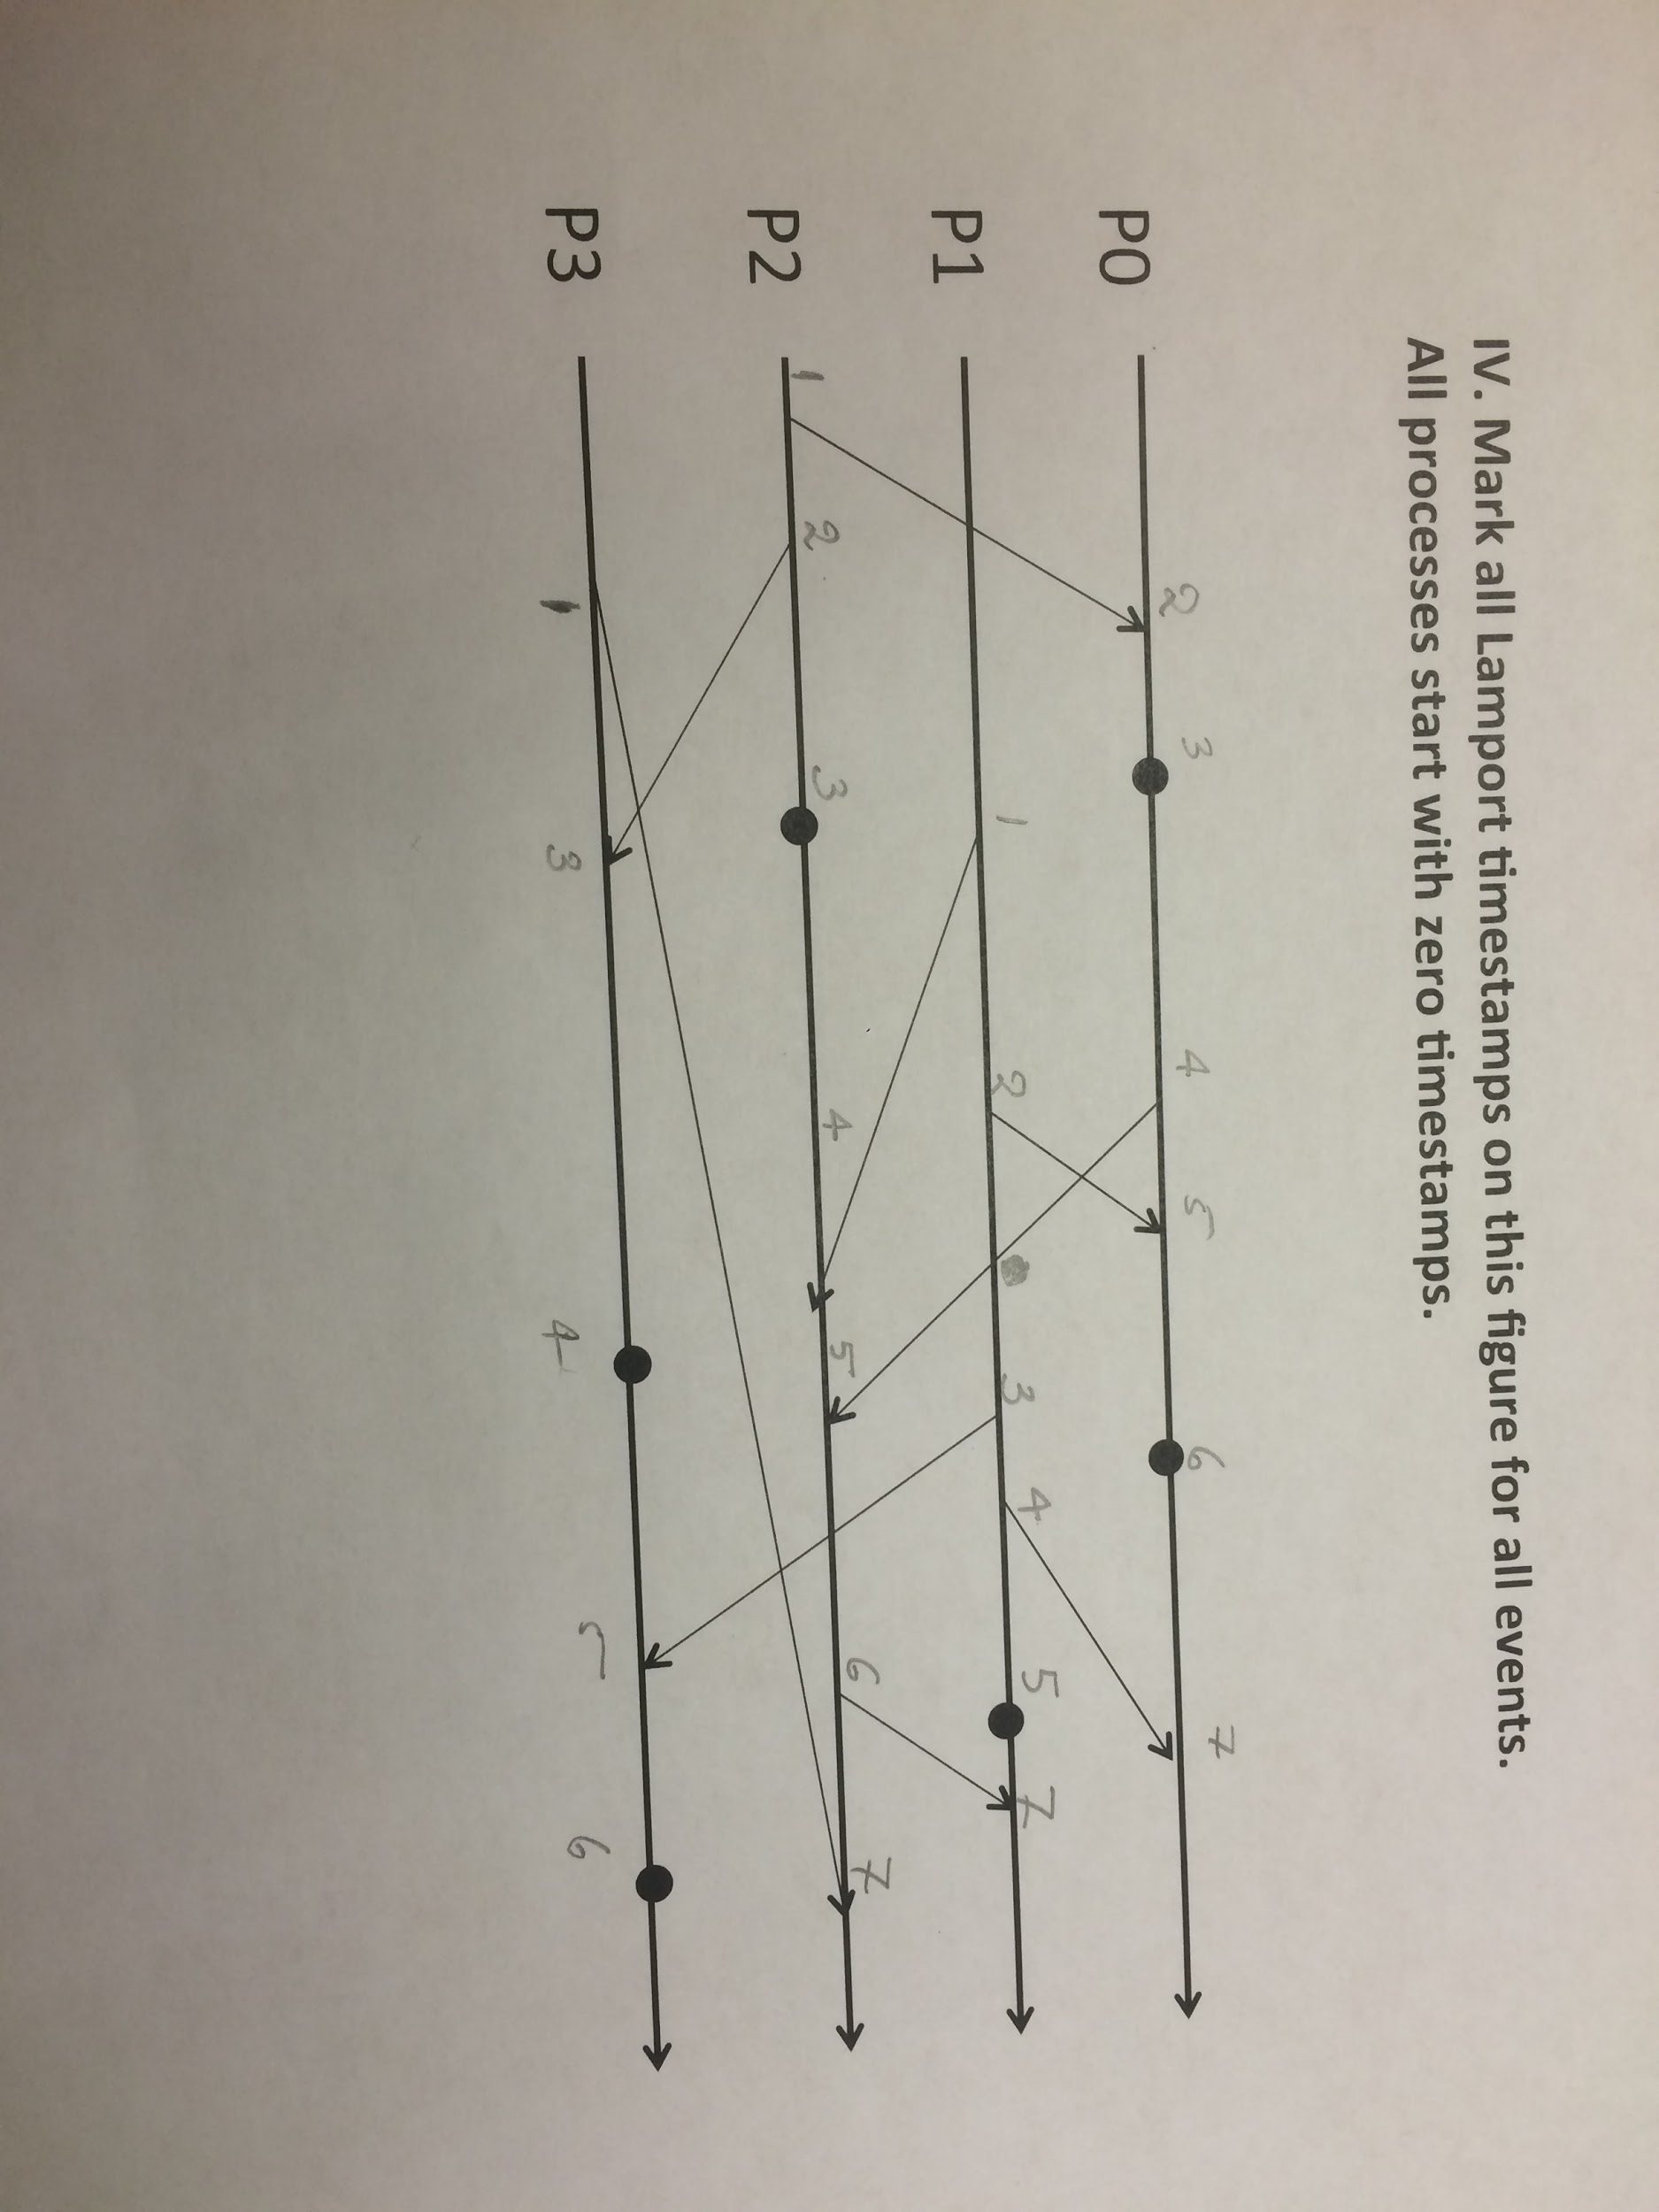 IV. Mark all Lamport timestamps on this figure for all events.
All processes start with zero timestamps.
2 3 4 5 6 7
P0
1 2 3 4 5 7
P1
1 2 3 4 5 6 7
P2
P3
1 3 4 5 6